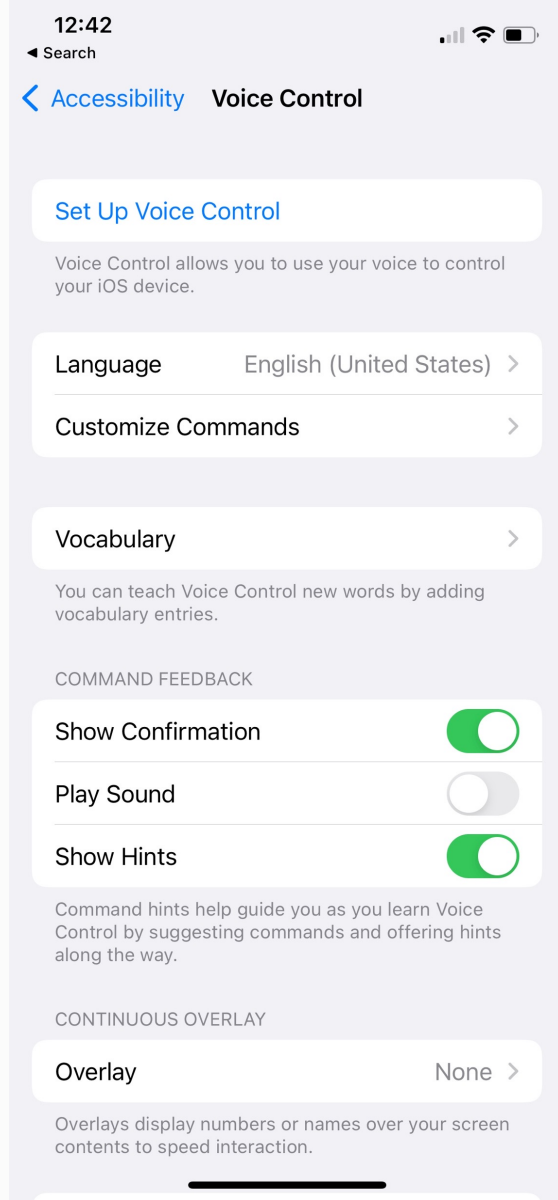 12:42
◀ Search
Accessibility Voice Control
Set Up Voice Control
Voice Control allows you to use your voice to control
your iOS device.
Language English (United States)
Customize Commands
Vocabulary
You can teach Voice Control new words by adding
vocabulary entries.
COMMAND FEEDBACK
Show Confirmation
Play Sound
Show Hints
Command hints help guide you as you learn Voice
Control by suggesting commands and offering hints
along the way.
CONTINUOUS OVERLAY
Overlay None
Overlays display numbers or names over your screen
contents to speed interaction.